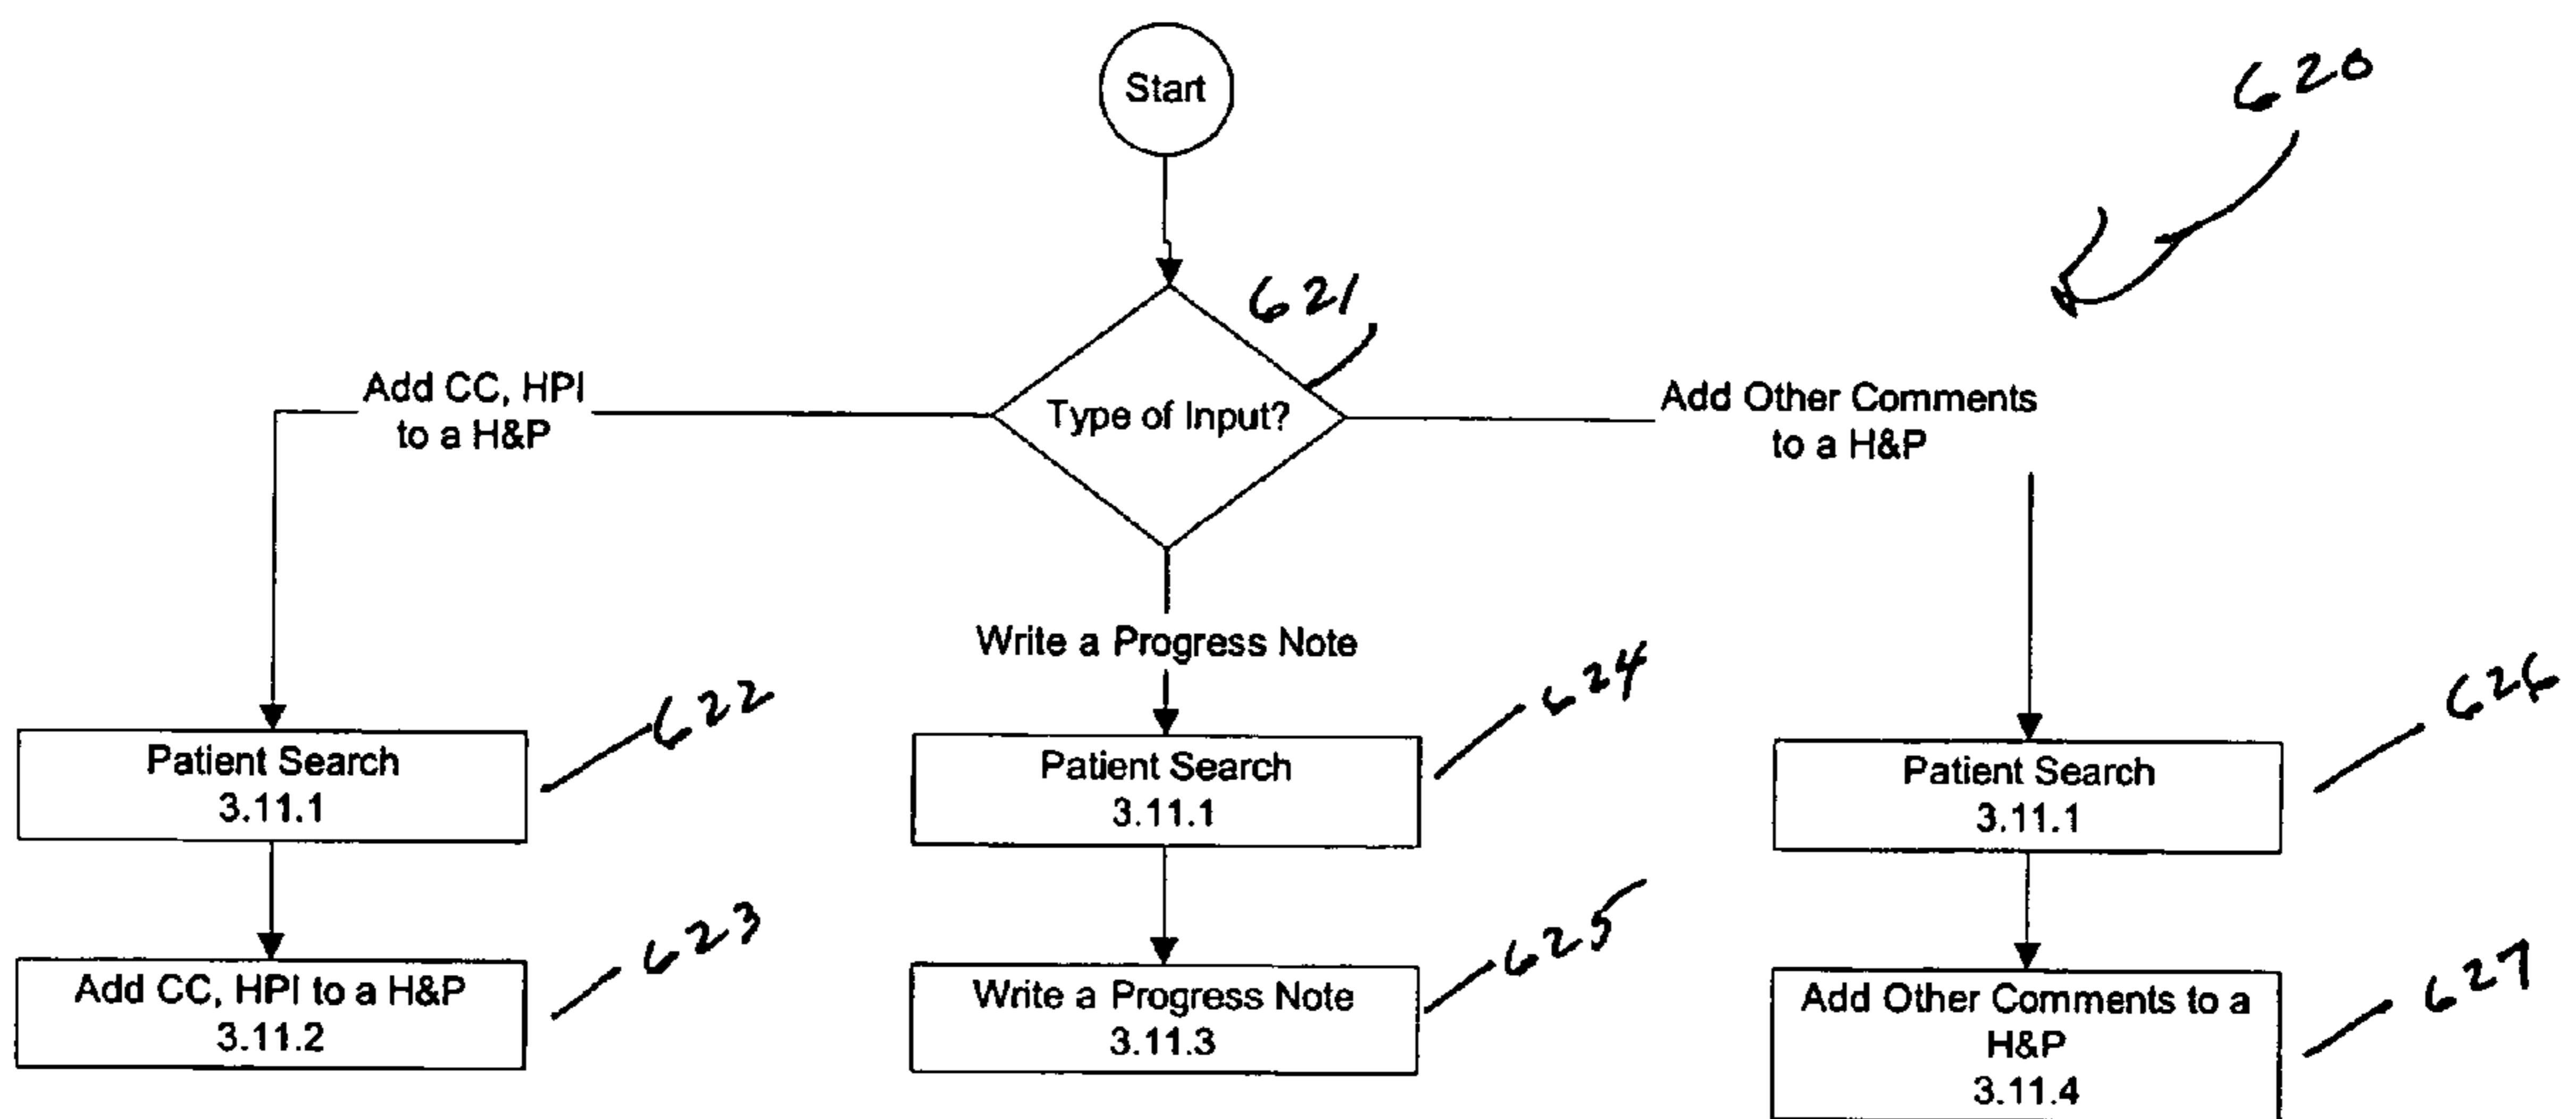 Start
620
621
Add CC, HPI
to a H&P
Type of Input?
Add Other Comments
to a H&P
Write a Progress Note
622
624
626
Patient Search
3.11.1
Patient Search
3.11.1
Patient Search
3.11.1
623
625
627
Add CC, HPI to a H&P
3.11.2
Write a Progress Note
3.11.3
Add Other Comments to a
H&P
3.11.4